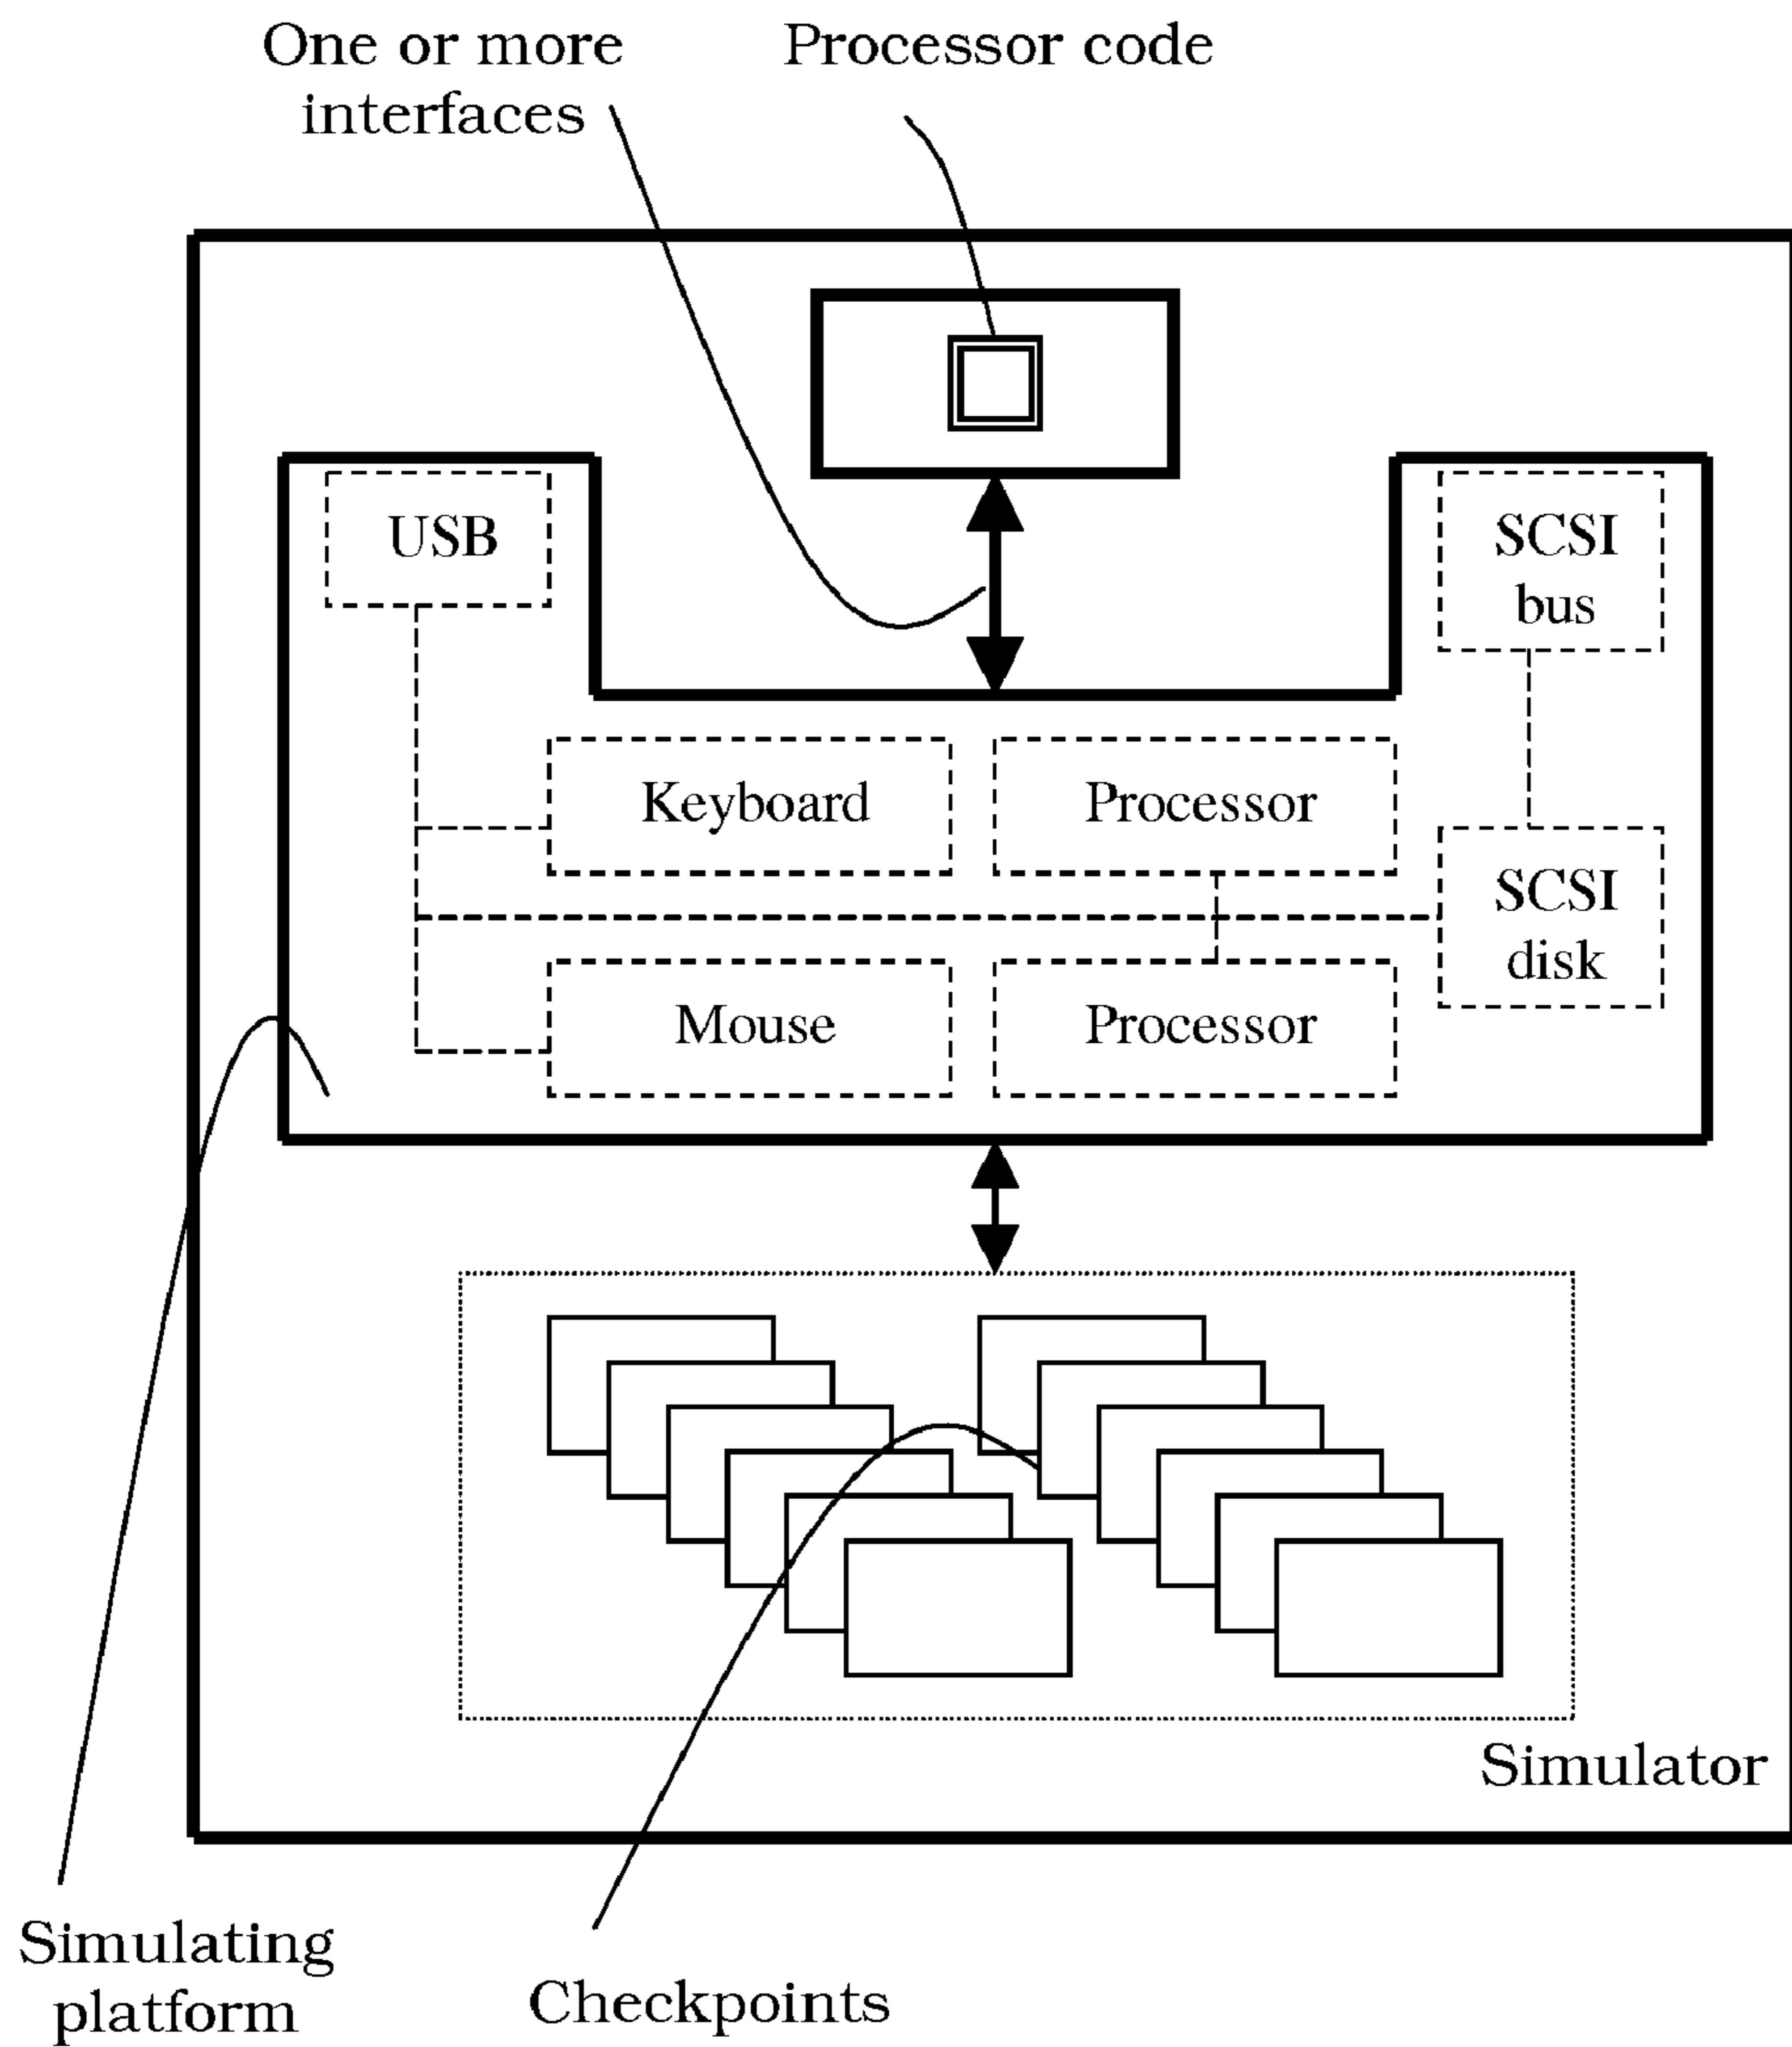 One or more
interfaces
Processor code
USB
SCSI
bus
Keyboard
Processor
SCSI
disk
Mouse
Processor
Simulator
Simulating
platform
Checkpoints